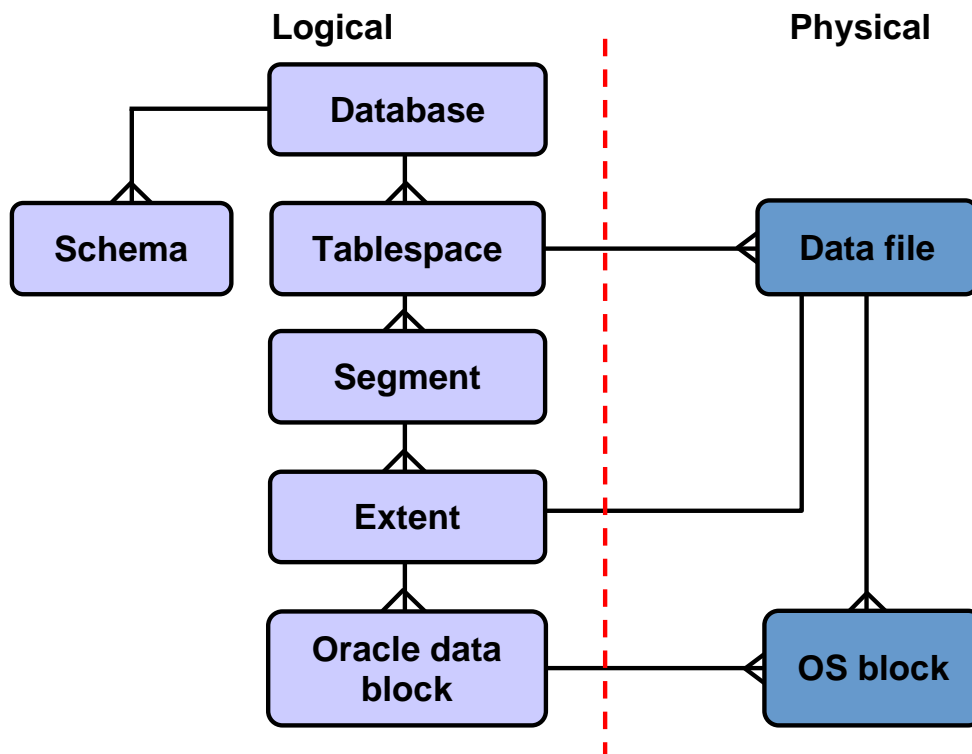 Logical
Physical
Database
Schema
Tablespace
Data file
Segment
Extent
Oracle data
block
OS block